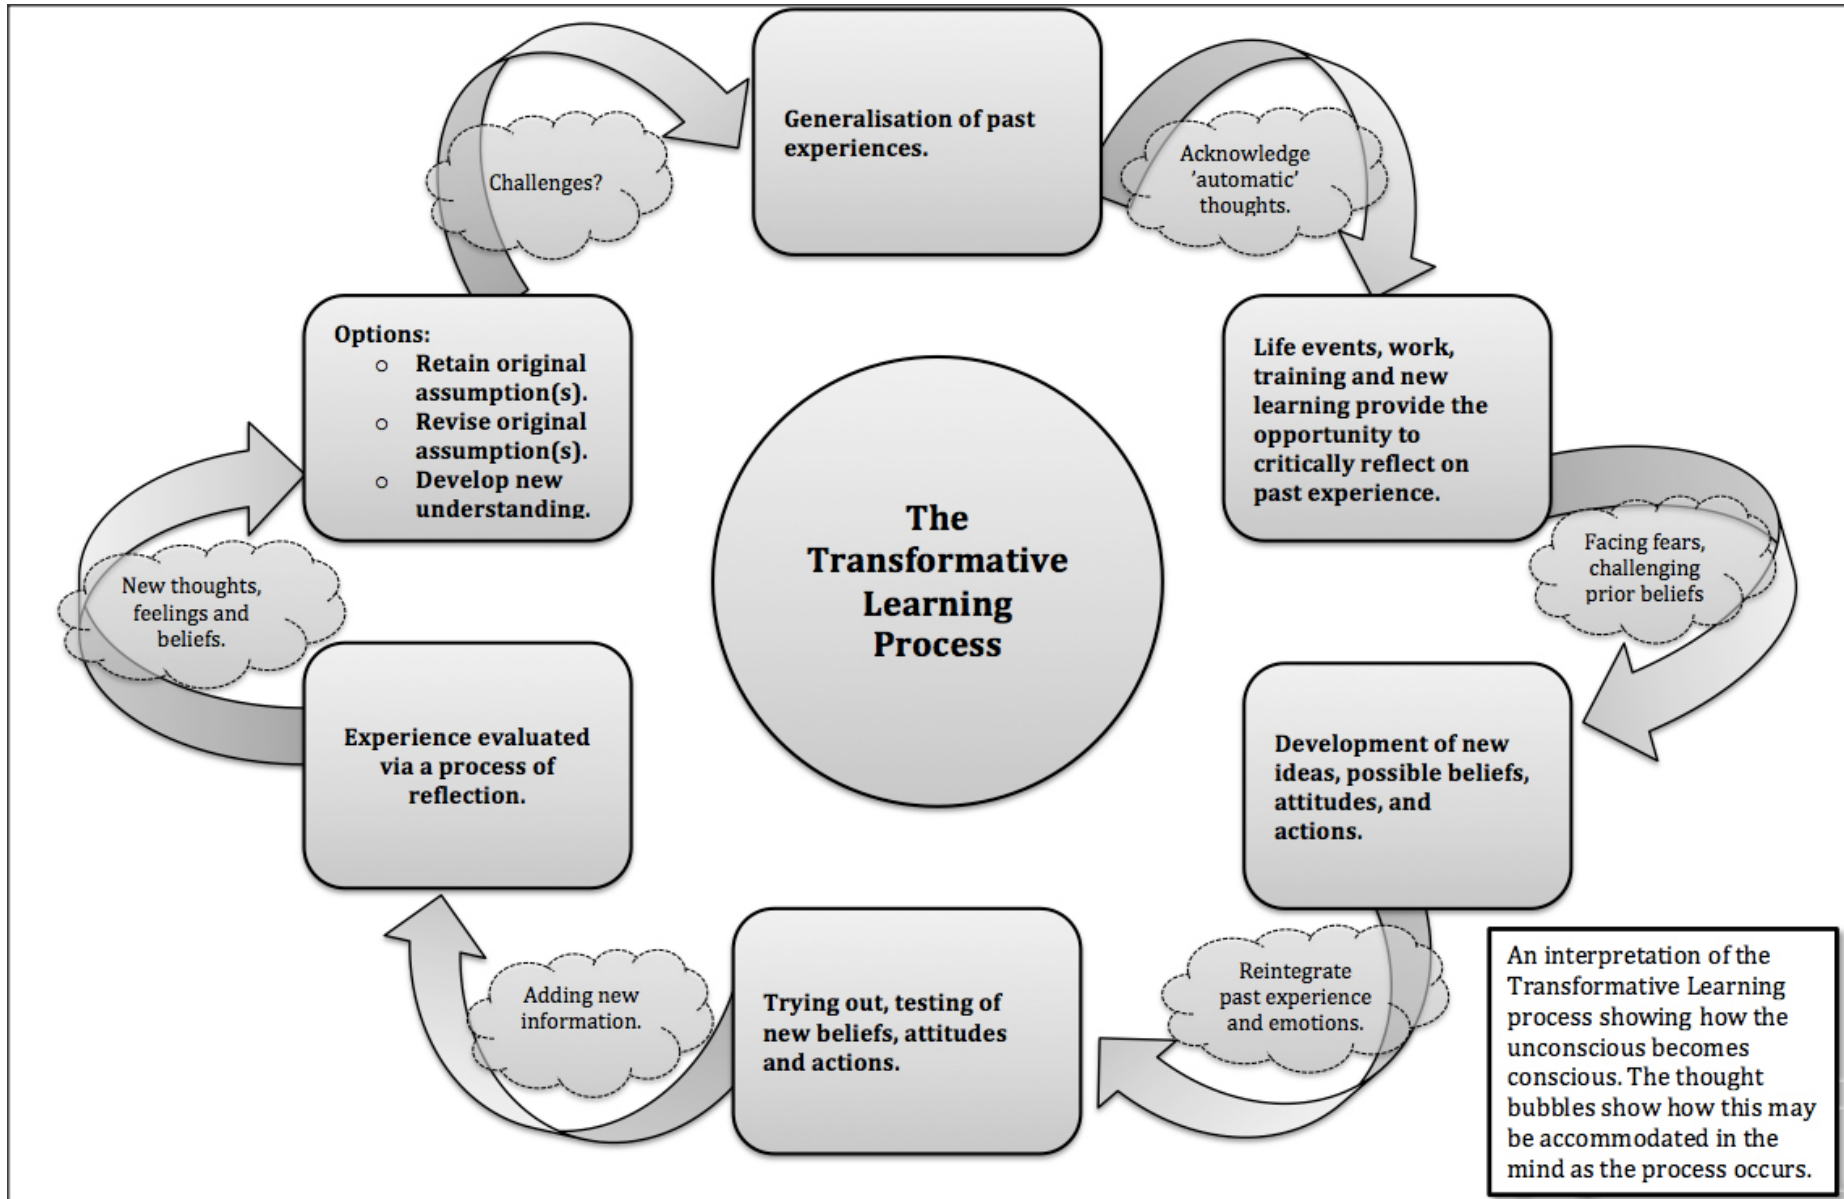 Generalisation of past
experiences.
Acknowledge
'automatic'
thoughts.
Life events, work,
training and new
learning provide the
opportunity to
critically reflect on
past experience.
Facing fears,
challenging
prior beliefs
Development of new
ideas, possible beliefs,
attitudes, and
actions.
Reintegrate
past experience
and emotions.
Trying out, testing of
new beliefs, attitudes
and actions.
Adding new
information.
Experience evaluated
via a process of
reflection.
New thoughts,
feelings and
beliefs.
Options:
o Retain original
assumption(s).
o Revise original
assumption(s).
o Develop new
understanding.
Challenges?
The
Transformative
Learning
Process
An interpretation of the
Transformative Learning
process showing how the
unconscious becomes
conscious. The thought
bubbles show how this may
be accommodated in the
mind as the process occurs.